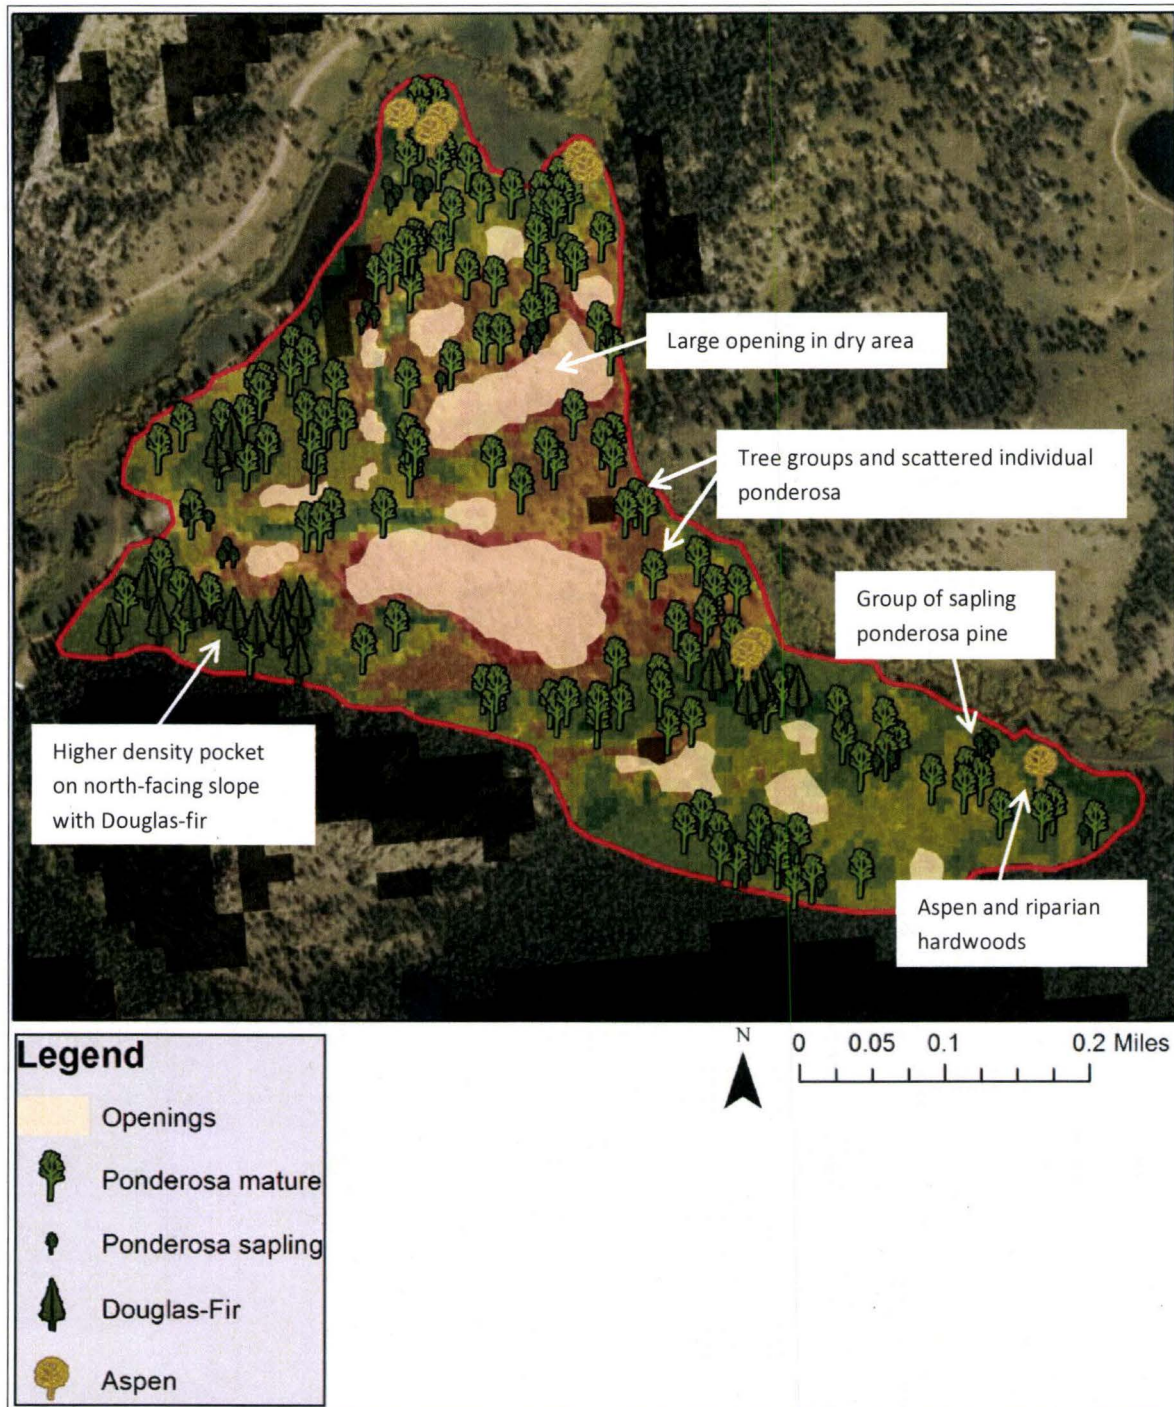 Large opening in dry area
Tree groups and scattered individual
ponderosa
Group of sapling
ponderosa pine
Higher density pocket
on north-facing slope
with Douglas-fir
Aspen and riparian
hardwoods
Legend
Openings
Ponderosa mature
Ponderosa sapling
Douglas-Fir
Aspen
N
0 0.05 0.1 0.2 Miles